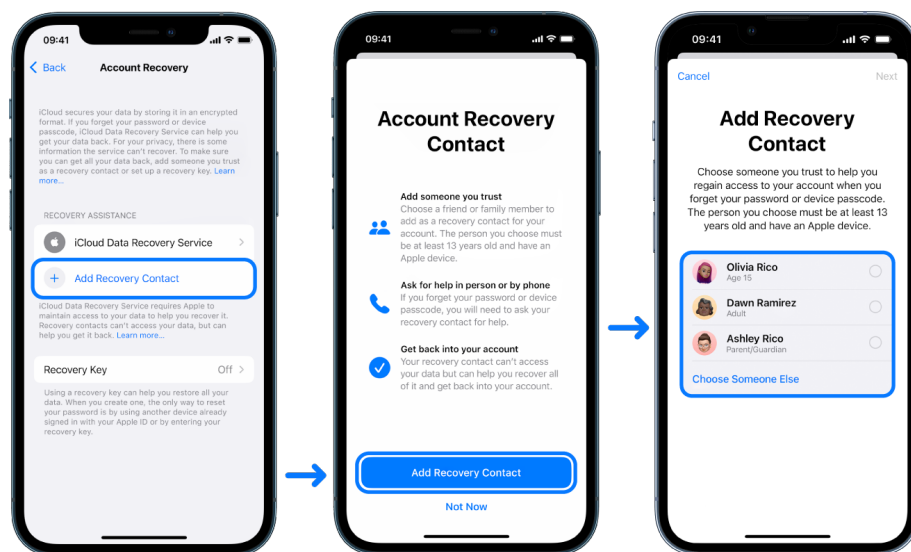 09:41
Back
Account Recovery
iCloud secures your data by storing it in an encrypted
format. If you forget your password or device
passcode, iCloud Data Recovery Service can help you
get your data back. For your privacy, there is some
information the service can't recover. To make sure
you can get all your data back, add someone you trust
as a recovery contact or set up a recovery key. Learn
more...
RECOVERY ASSISTANCE
iCloud Data Recovery Service
Add Recovery Contact
iCloud Data Recovery Service requires Apple to
maintain access to your data to help you recover it.
Recovery contacts can't access your data, but can
help you get it back. Learn more...
Recovery Key Off
Using a recovery key can help you restore all your
data. When you create one, the only way to reset
your password is by using another device already
signed in with your Apple ID or by entering your
recovery key.
09:41
Account Recovery
Contact
Add someone you trust
Choose a friend or family member to
add as a recovery contact for your
account. The person you choose must
be at least 13 years old and have an
Apple device.
Ask for help in person or by phone
If you forget your password or device
passcode, you will need to ask your
recovery contact for help.
Get back into your account
Your recovery contact can't access
your data but can help you recover all
of it and get back into your account.
Add Recovery Contact
Not Now
09:41
Cancel Next
Add Recovery
Contact
Choose someone you trust to help you
regain access to your account when you
forget your password or device passcode.
The person you choose must be at least 13
years old and have an Apple device.
Olivia Rico
Age 15
Dawn Ramirez
Adult
Ashley Rico
Parent/Guardian
Choose Someone Else